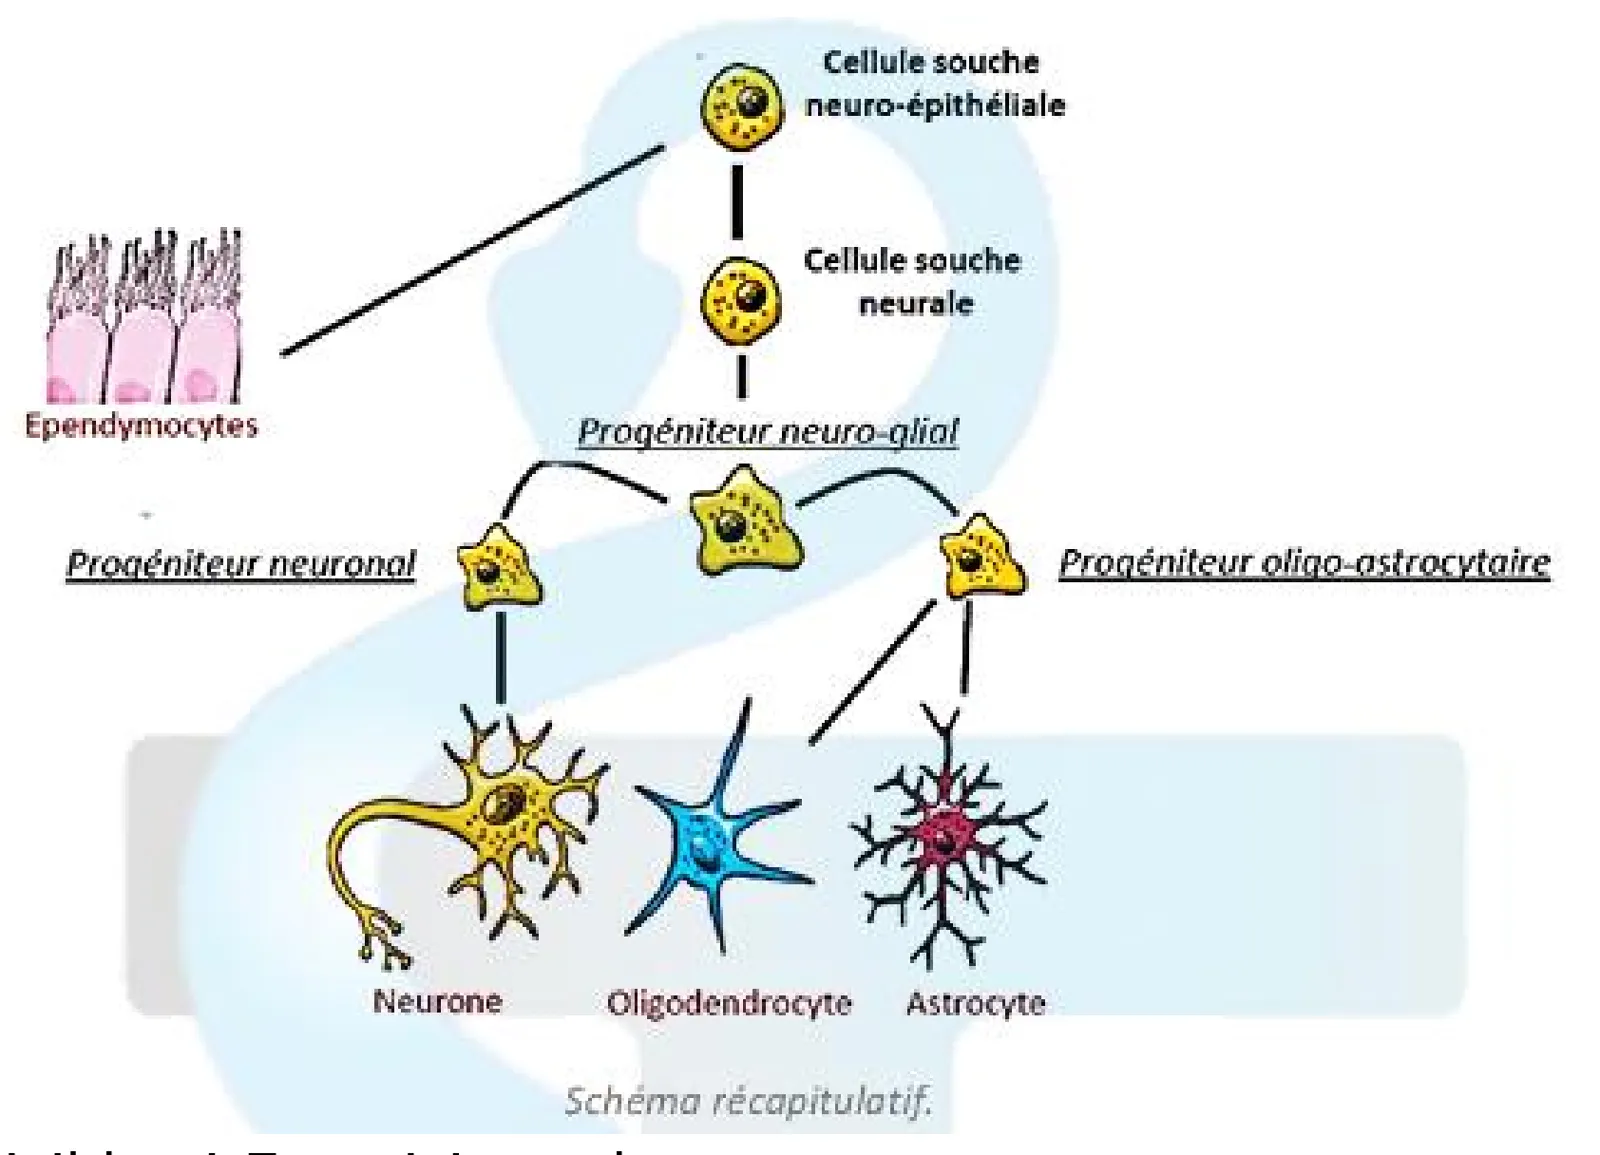 Cellule souche
neuro-épithéliale
Cellule souche
neurale
Ependymocytes
Progéniteur neuro-glial
Progéniteur neuronal
Progéniteur oligo-astrocytaire
Neurone
Oligodendrocyte
Astrocyte
Schéma récapitulatif.